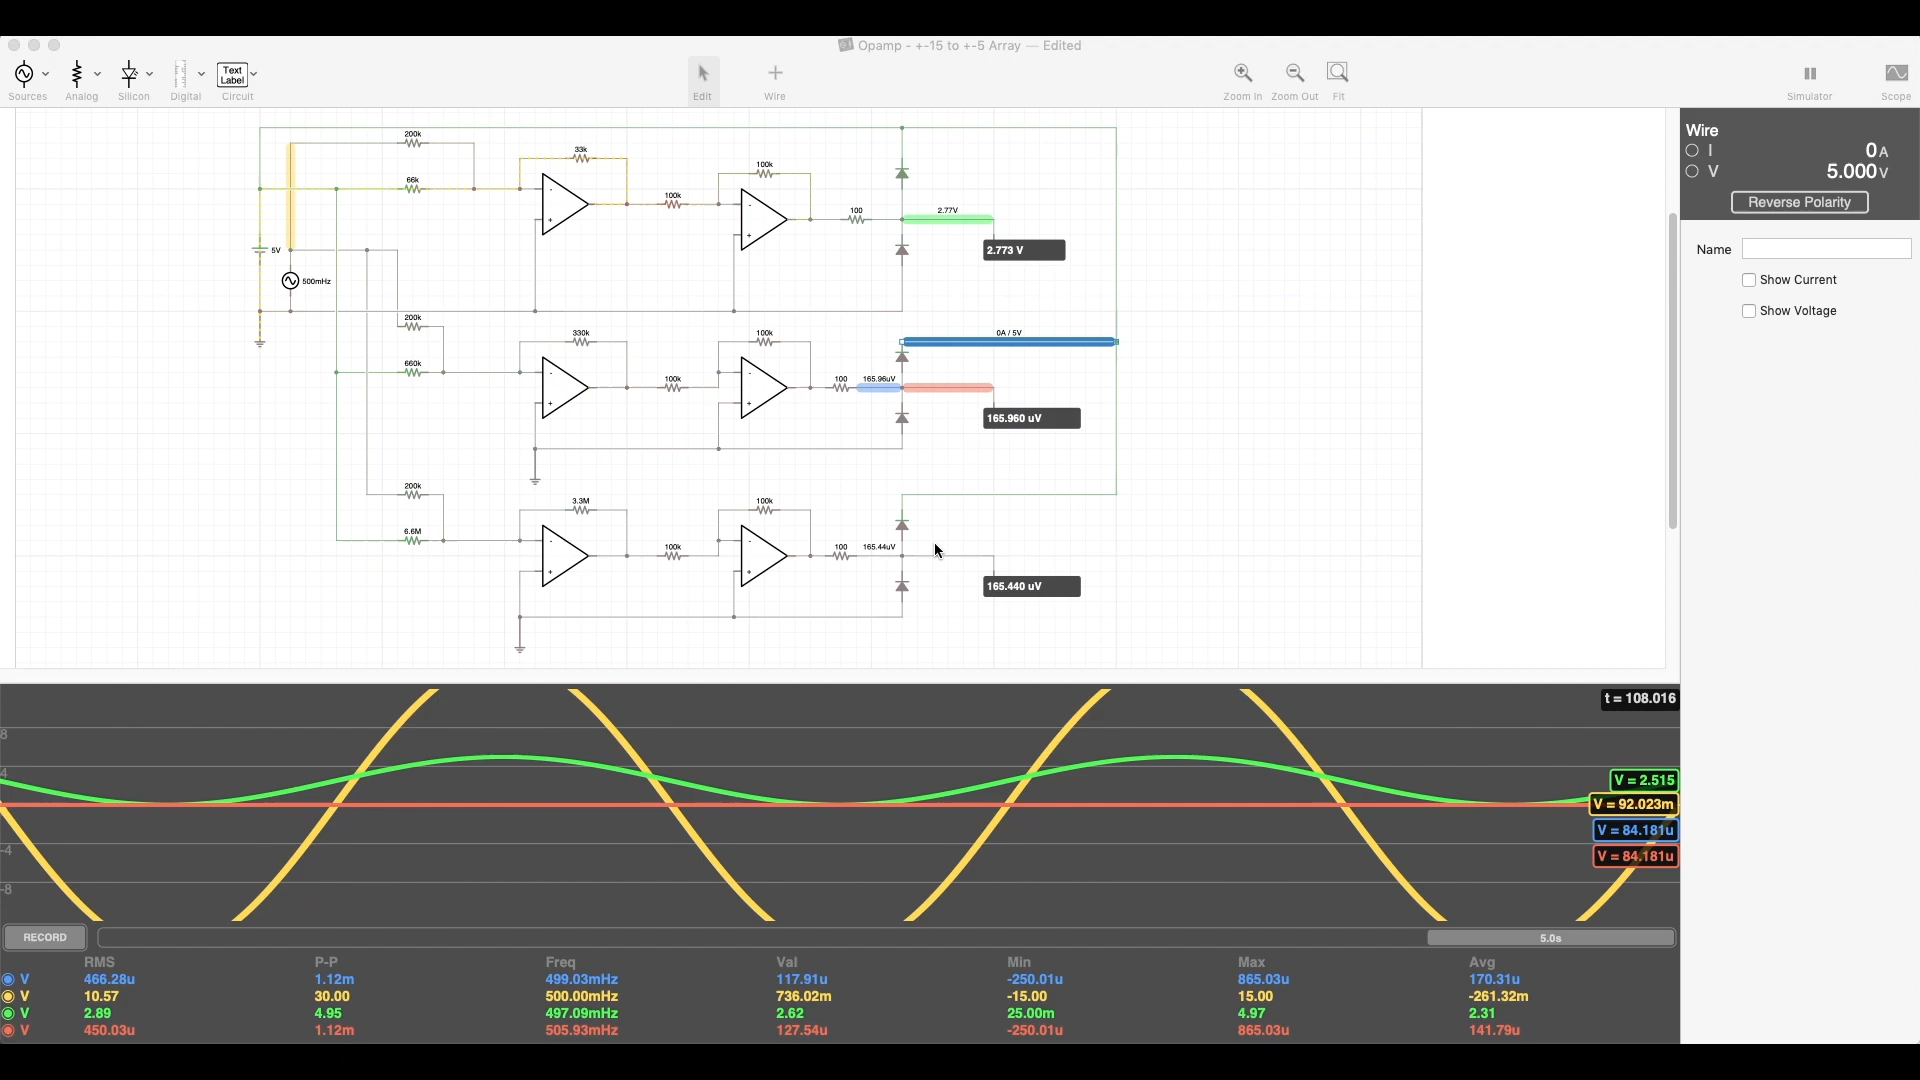 Opamp - +-15 to +-5 Array — Edited
Sources
Analog
Silicon
Digital
Text Label
Circuit
Edit
Wire
Zoom In
Zoom Out
Fit
Simulator
Scope
Wire
I 0A
V 5.000V
Reverse Polarity
Name
Show Current
Show Voltage
200k
33k
100k
66k
100k
100
2.77V
2.773 V
5V
500mHz
200k
330k
100k
0A / 5V
660k
100k
100
165.96uV
165.960 uV
200k
3.3M
100k
6.6M
100k
100
165.44uV
165.440 uV
t = 108.016
8
4
-4
-8
V = 2.515
V = 92.023m
V = 84.181u
V = 84.181u
RECORD
5.0s
RMS P-P Freq Val Min Max Avg
V 466.28u 1.12m 499.03mHz 117.91u -250.01u 865.03u 170.31u
V 10.57 30.00 500.00mHz 736.02m -15.00 15.00 -261.32m
V 2.89 4.95 497.09mHz 2.62 25.00m 4.97 2.31
V 450.03u 1.12m 505.93mHz 127.54u -250.01u 865.03u 141.79u